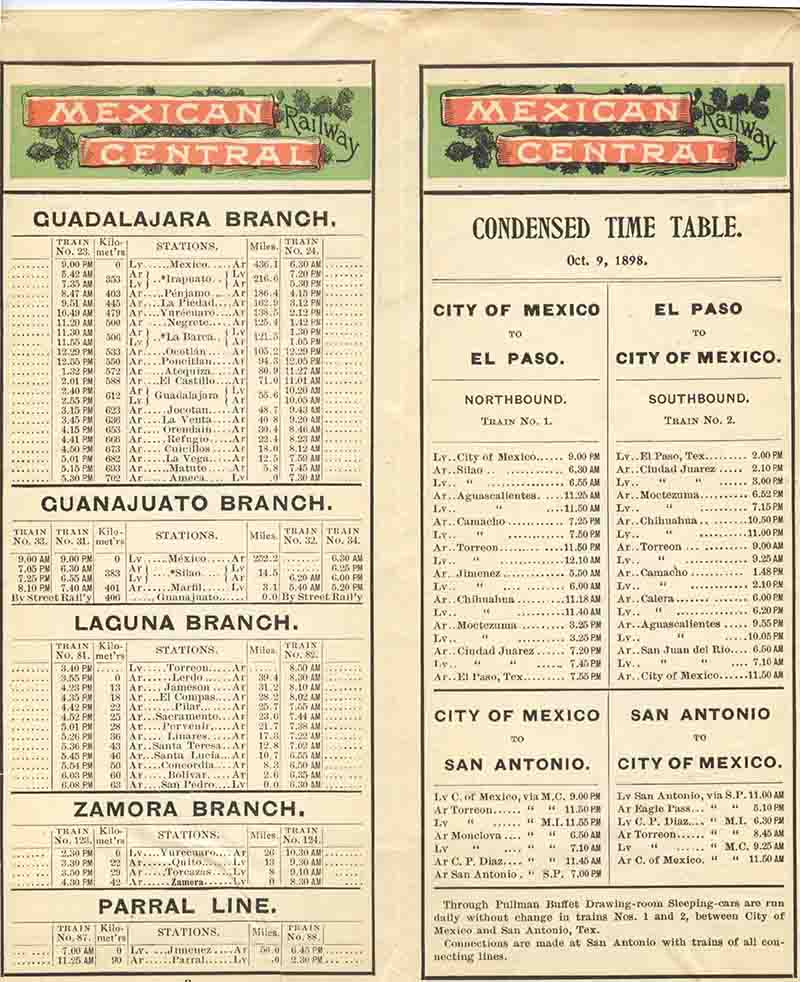 MEXICAN
Railway
CENTRAL
GUADALAJARA BRANCH.
TRAIN No. 23. Kilo-met'rs STATIONS. Miles. TRAIN No. 24.
9.00 PM 0 Lv....Mexico.....Ar 436.1 6.30 AM
5.42 AM Ar Lv 7.20 PM
353 *Irapuato 216.6
7.35 AM Lv Ar 5.30 PM
8.47 AM 403 Ar...Pénjamo....Ar 186.4 4.15 PM
9.51 AM 445 Ar...La Piedad...Ar 162.9 3.12 PM
10.49 AM 479 Ar...Yurécuaro...Ar 138.5 2.12 PM
11.20 AM 500 Ar....Negrete....Ar 125.4 1.42 PM
11.30 AM Ar Lv 1.30 PM
506 *La Barca 121.5
11.55 AM Lv Ar 1.05 PM
12.29 PM 533 Ar....Ocotlán....Ar 105.2 12.29 PM
12.55 PM 550 Ar...Poncitlan...Ar 94.3 12.05 PM
1.32 PM 572 Ar...Atequiza....Ar 80.9 11.27 AM
2.01 PM 588 Ar..El Castillo..Ar 71.0 11.01 AM
2.40 PM Ar Lv 10.20 AM
612 Guadalajara 55.6
2.55 PM Lv Ar 10.05 AM
3.15 PM 623 Ar....Jocotan....Ar 48.7 9.43 AM
3.45 PM 636 Ar...La Venta....Ar 40.8 9.20 AM
4.15 PM 653 Ar...Orendain....Ar 30.4 8.46 AM
4.41 PM 666 Ar....Refugio....Ar 22.4 8.23 AM
4.50 PM 673 Ar...Cuicillos...Ar 18.0 8.12 AM
5.01 PM 682 Ar....La Vega....Ar 12.5 7.59 AM
5.15 PM 693 Ar....Matute.....Ar 5.8 7.45 AM
5.30 PM 702 Ar....Ameca.....Lv .0 7.30 AM
GUANAJUATO BRANCH.
TRAIN No. 33. TRAIN No. 31. Kilo-met'rs STATIONS. Miles. TRAIN No. 32. TRAIN No. 34.
9.00 AM 9.00 PM 0 Lv....México....Ar 252.2 6.30 AM
7.05 PM 6.30 AM Ar Lv 6.25 PM
383 *Silao 14.5
7.25 PM 6.55 AM Lv Ar 6.20 AM 6.00 PM
8.10 PM 7.40 AM 401 Ar....Marfil....Lv 3.1 5.40 AM 5.20 PM
By Street Rail'y 406 Guanajuato 0.0 By Street Rail'y
LAGUNA BRANCH.
TRAIN No. 81. Kilo-met'rs STATIONS. Miles. TRAIN No. 82.
3.40 PM Lv....Torreon....Ar 8.50 AM
3.55 PM 0 Ar.....Lerdo.....Ar 39.4 8.30 AM
4.23 PM 13 Ar....Jameson....Ar 31.2 8.10 AM
4.35 PM 18 Ar...El Compas...Ar 28.2 8.02 AM
4.42 PM 22 Ar.....Pilar.....Ar 25.7 7.55 AM
4.52 PM 25 Ar..Sacramento..Ar 23.6 7.44 AM
5.01 PM 28 Ar...Porvenir....Ar 21.7 7.38 AM
5.26 PM 36 Ar....Linares....Ar 17.3 7.22 AM
5.36 PM 43 Ar..Santa Teresa..Ar 12.8 7.02 AM
5.45 PM 46 Ar..Santa Lucia...Ar 10.7 6.55 AM
5.54 PM 50 Ar...Concordia...Ar 8.3 6.50 AM
6.03 PM 60 Ar....Bolivar....Ar 2.6 6.35 AM
6.08 PM 63 Ar...San Pedro...Lv 0.0 6.30 AM
ZAMORA BRANCH.
TRAIN No. 123. Kilo-met'rs STATIONS. Miles. TRAIN No. 124.
2.30 PM 0 Lv...Yurecuaro...Ar 26 10.30 AM
3.30 PM 22 Ar.....Quito.....Lv 13 9.30 AM
3.50 PM 29 Ar....Torcazas...Lv 8 9.10 AM
4.30 PM 42 Ar....Zamora.....Lv 0 8.30 AM
PARRAL LINE.
TRAIN No. 87. Kilo-met'rs STATIONS. Miles. TRAIN No. 88.
7.00 AM 0 Lv....Jimenez....Ar 56.0 6.45 PM
11.25 AM 90 Ar.....Parral.....Lv .0 2.30 PM
MEXICAN
Railway
CENTRAL
CONDENSED TIME TABLE.
Oct. 9, 1898.
CITY OF MEXICO
TO
EL PASO.
NORTHBOUND.
TRAIN No. 1.
Lv..City of Mexico...... 9.00 PM
Ar..Silao .. 6.30 AM
Lv.. " 6.55 AM
Ar..Aguascalientes.....11.25 AM
Lv.. " 11.50 AM
Ar..Camacho ............ 7.25 PM
Lv.. " 7.50 PM
Ar..Torreon............11.50 PM
Lv.. " 12.10 AM
Ar..Jimenez ............ 5.50 AM
Lv.. " 6.00 AM
Ar..Chihuahua..........11.18 AM
Lv.. " 11.40 AM
Ar..Moctezuma .......... 3.25 PM
Lv.. " 3.25 PM
Ar..Ciudad Juarez ...... 7.20 PM
Lv.. " " 7.45 PM
Ar..El Paso, Tex........ 7.55 PM
EL PASO
TO
CITY OF MEXICO.
SOUTHBOUND.
TRAIN No. 2.
Lv..El Paso, Tex........ 2.00 PM
Ar..Ciudad Juarez ...... 2.10 PM
Lv.. " " 3.00 PM
Ar..Moctezuma.......... 6.52 PM
Lv.. " 7.15 PM
Ar..Chihuahua..........10.50 PM
Lv.. " 11.00 PM
Ar..Torreon ............ 9.00 AM
Lv.. " 9.25 AM
Ar..Camacho ............ 1.48 PM
Lv.. " 2.10 PM
Ar..Calera.............. 6.00 PM
Lv.. " 6.20 PM
Ar..Aguascalientes ..... 9.55 PM
Lv.. " 10.05 PM
Ar..San Juan del Rio.... 6.50 AM
Lv.. " 7.10 AM
Ar..City of Mexico.....11.50 AM
CITY OF MEXICO
TO
SAN ANTONIO.
Lv C. of Mexico, via M.C. 9.00 PM
Ar Torreon...... " " 11.50 PM
Lv " .... " M.I. 11.55 PM
Ar Monclova .... " " 6.50 AM
Lv " .... " " 7.10 AM
Ar C. P. Diaz.... " " 11.45 AM
Ar San Antonio . " S.P. 7.00 PM
SAN ANTONIO
TO
CITY OF MEXICO.
Lv San Antonio, via S.P. 11.00 AM
Ar Eagle Pass... " " 5.10 PM
Lv C. P. Diaz.... " M.I. 6.30 PM
Ar Torreon...... " " 8.45 AM
Lv " .... " M.C. 9.25 AM
Ar C. of Mexico. " " 11.50 AM
Through Pullman Buffet Drawing-room Sleeping-cars are run
daily without change in trains Nos. 1 and 2, between City of
Mexico and San Antonio, Tex.
Connections are made at San Antonio with trains of all con-
necting lines.